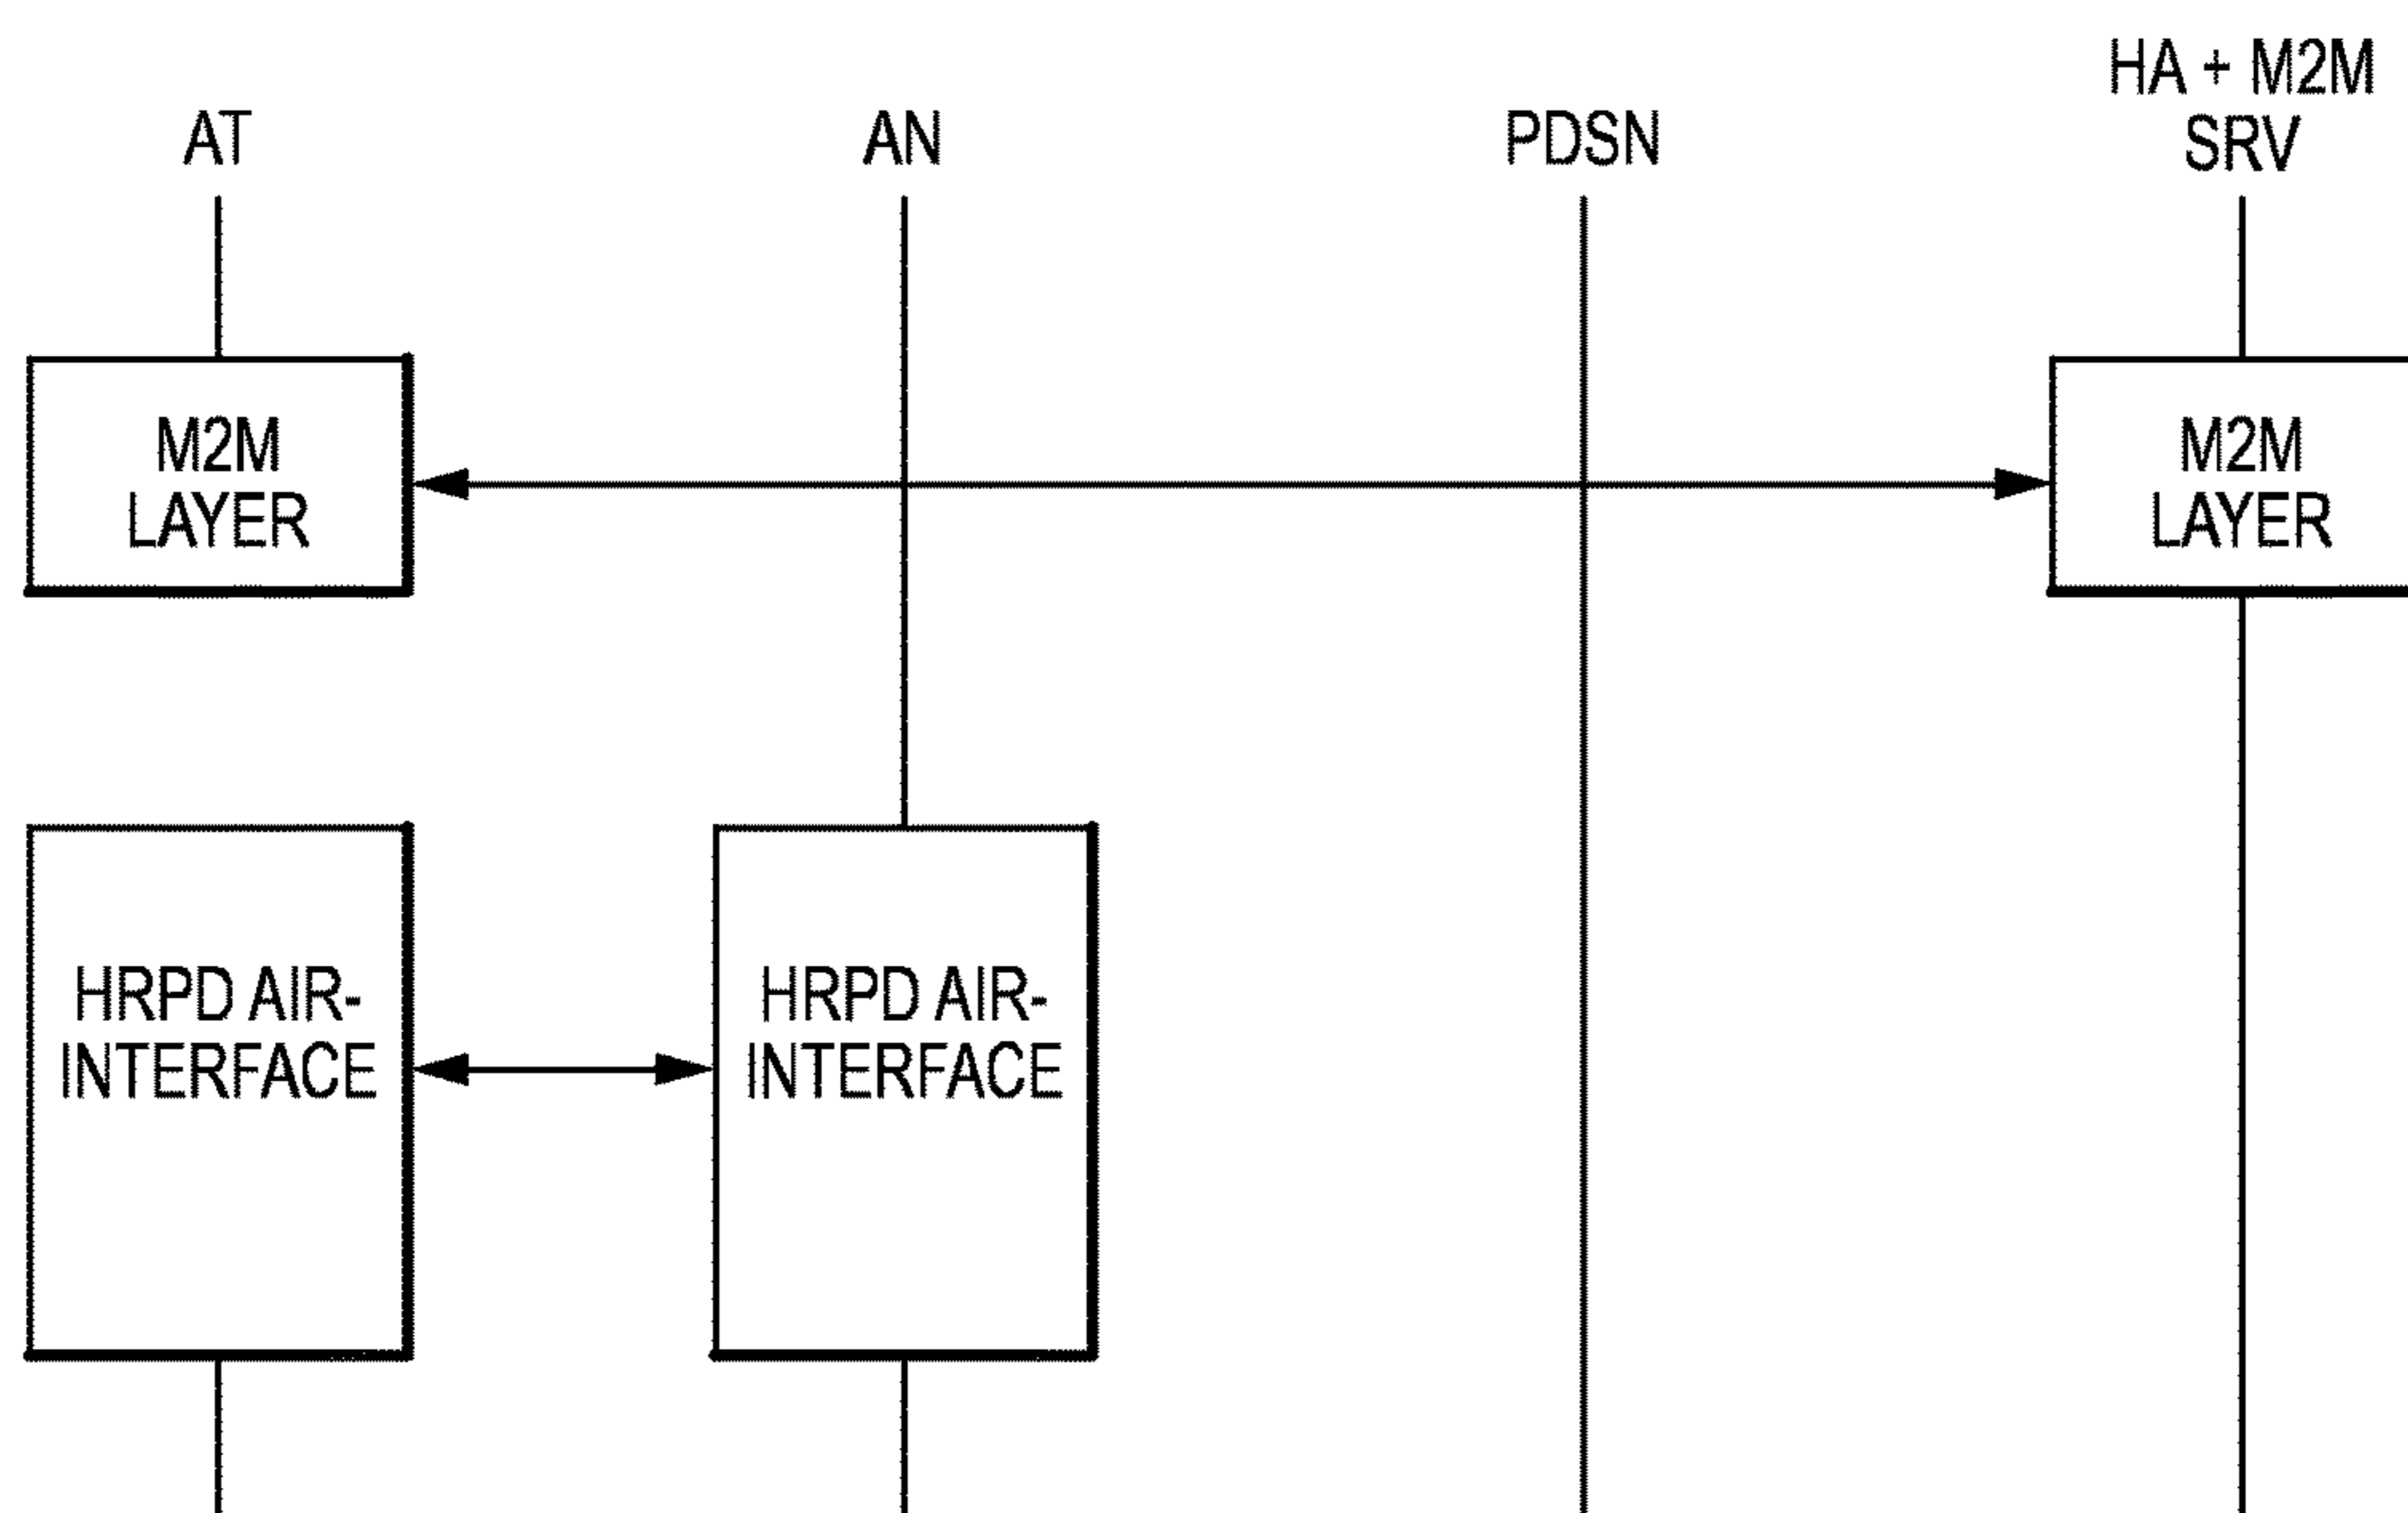 HA + M2M
SRV
AT
AN
PDSN
M2M
LAYER
M2M
LAYER
HRPD AIR-
INTERFACE
HRPD AIR-
INTERFACE